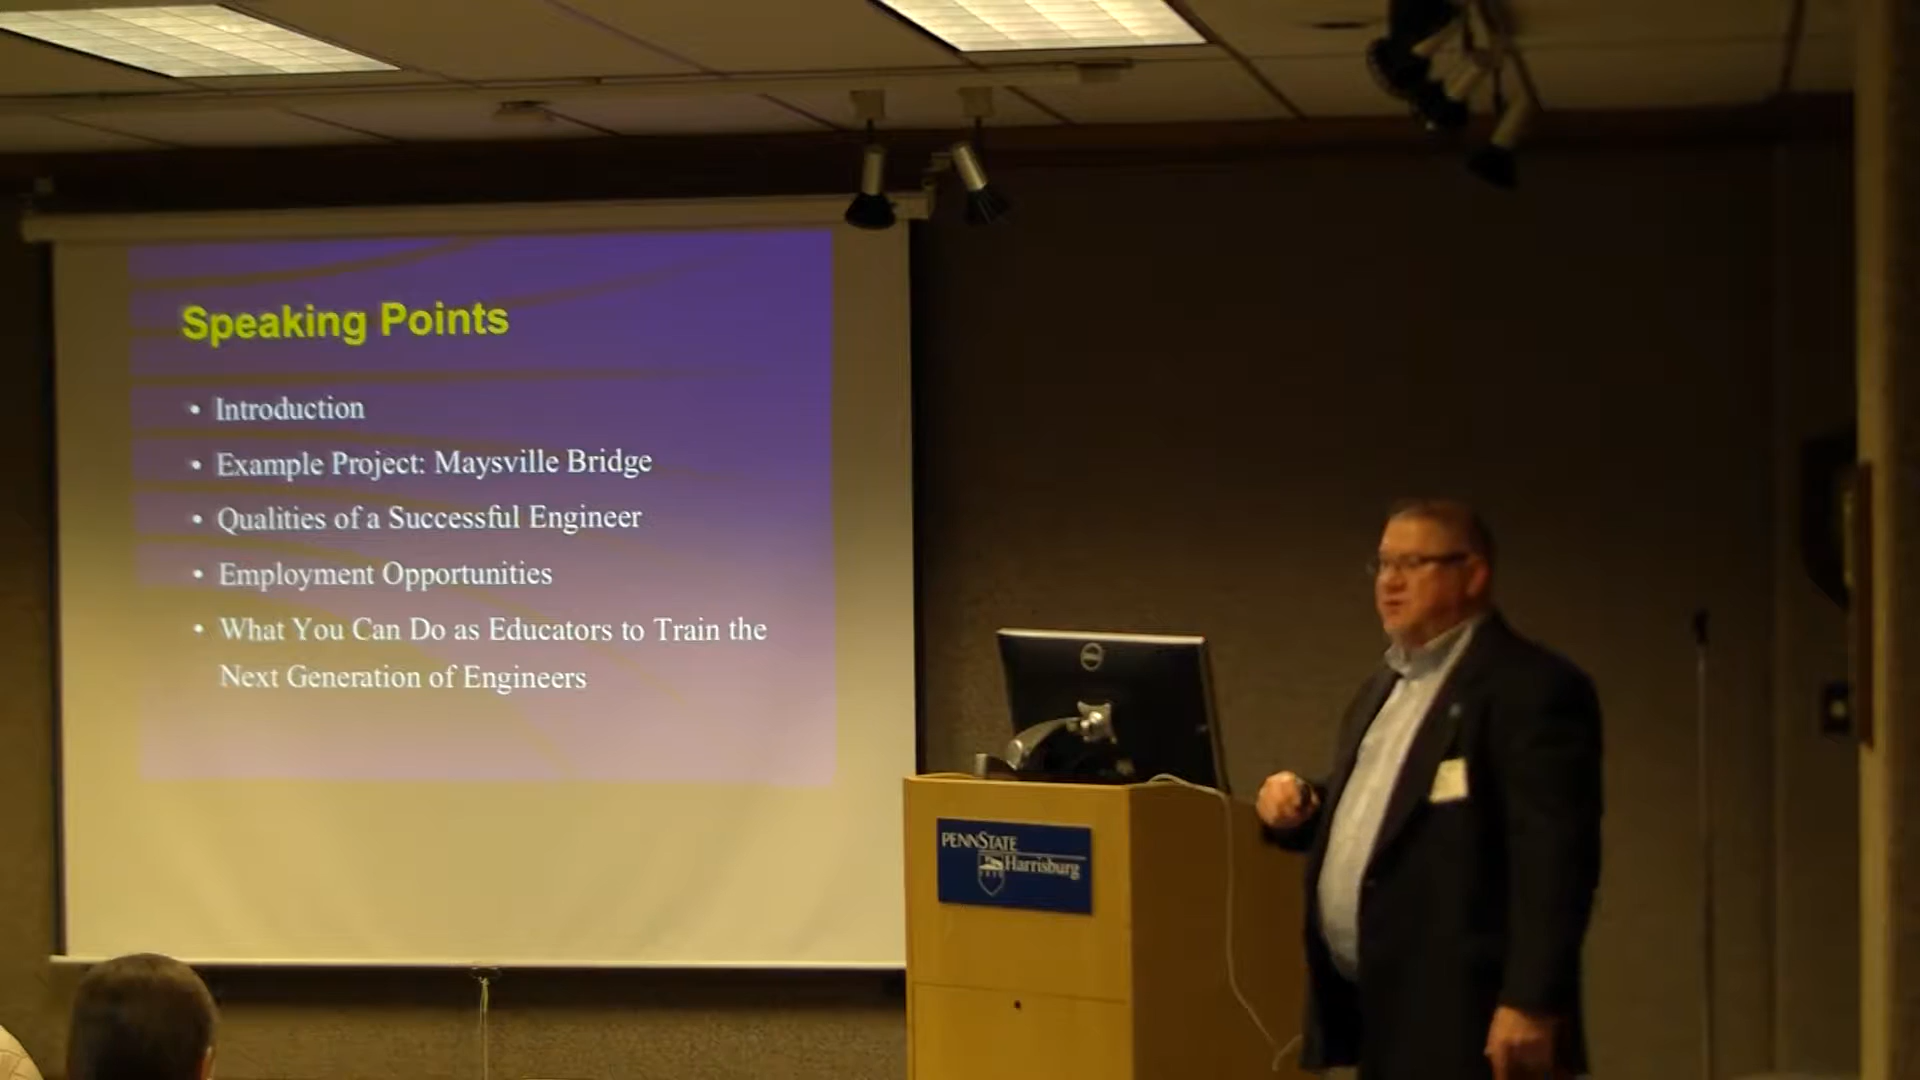 Speaking Points
• Introduction
• Example Project: Maysville Bridge
• Qualities of a Successful Engineer
• Employment Opportunities
• What You Can Do as Educators to Train the
Next Generation of Engineers
DELL
PENNSTATE
Harrisburg